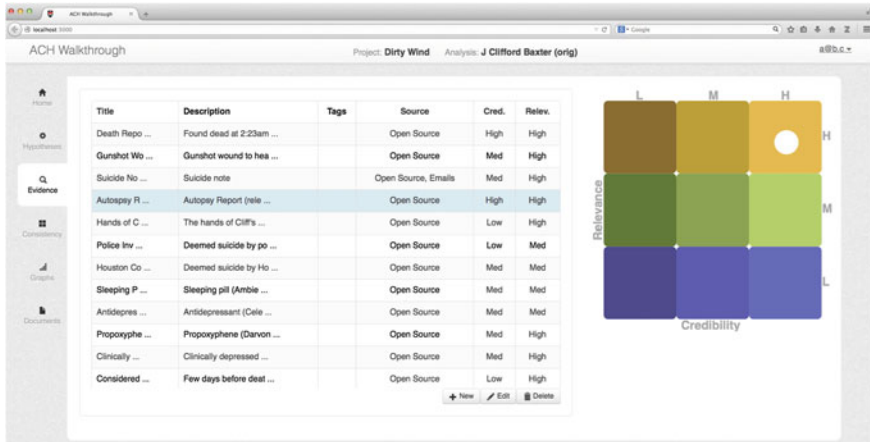 ACH Walkthrough
localhost:3000
Google
ACH Walkthrough Project: Dirty Wind Analysis: J Clifford Baxter (orig) a@b.c
Home
Hypotheses
Evidence
Consistency
Graphs
Documents
Title Description Tags Source Cred. Relev.
Death Repo ... Found dead at 2:23am ... Open Source High High
Gunshot Wo ... Gunshot wound to hea ... Open Source Med High
Suicide No ... Suicide note Open Source, Emails Med High
Autospsy R ... Autopsy Report (rele ... Open Source High High
Hands of C ... The hands of Cliff's ... Open Source Low High
Police Inv ... Deemed suicide by po ... Open Source Low Med
Houston Co ... Deemed suicide by Ho ... Open Source Med Med
Sleeping P ... Sleeping pill (Ambie ... Open Source Med Med
Antidepres ... Antidepressant (Cele ... Open Source Med Med
Propoxyphe ... Propoxyphene (Darvon ... Open Source Med High
Clinically ... Clinically depressed ... Open Source Med High
Considered ... Few days before deat ... Open Source Low High
New Edit Delete
L M H
H
M
L
Relevance
Credibility